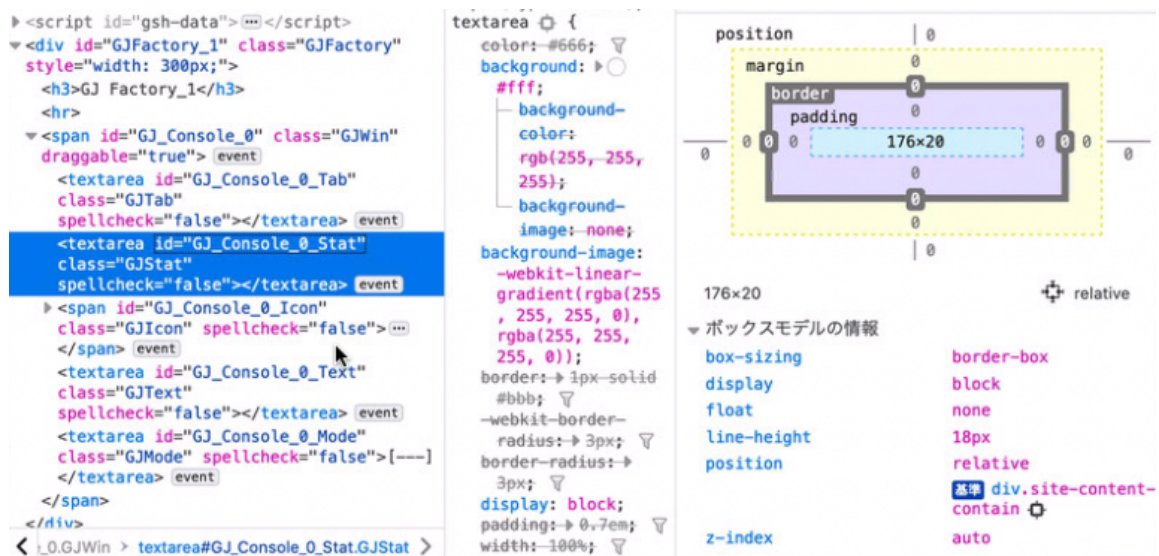 <script id="gsh-data">⋯</script>
<div id="GJFactory_1" class="GJFactory"
style="width: 300px;">
<h3>GJ Factory_1</h3>
<hr>
<span id="GJ_Console_0" class="GJWin"
draggable="true"> event
<textarea id="GJ_Console_0_Tab"
class="GJTab"
spellcheck="false"></textarea> event
<textarea id="GJ_Console_0_Stat"
class="GJStat"
spellcheck="false"></textarea> event
<span id="GJ_Console_0_Icon"
class="GJIcon" spellcheck="false">⋯
</span> event
<textarea id="GJ_Console_0_Text"
class="GJText"
spellcheck="false"></textarea> event
<textarea id="GJ_Console_0_Mode"
class="GJMode" spellcheck="false">[---]
</textarea> event
</span>
</div>
_0.GJWin > textarea#GJ_Console_0_Stat.GJStat
textarea {
color: #666;
background:
#fff;
background-
color:
rgb(255, 255,
255);
background-
image: none;
background-image:
-webkit-linear-
gradient(rgba(255
, 255, 255, 0),
rgba(255, 255,
255, 0));
border: 1px solid
#bbb;
-webkit-border-
radius: 3px;
border-radius:
3px;
display: block;
padding: 0.7em;
width: 100%;
position 0
margin 0
border 0
padding 0
0 0 0 0 176×20 0 0 0 0
0
0
0
0
176×20 relative
ボックスモデルの情報
box-sizing border-box
display block
float none
line-height 18px
position relative
基準 div.site-content-
contain
z-index auto